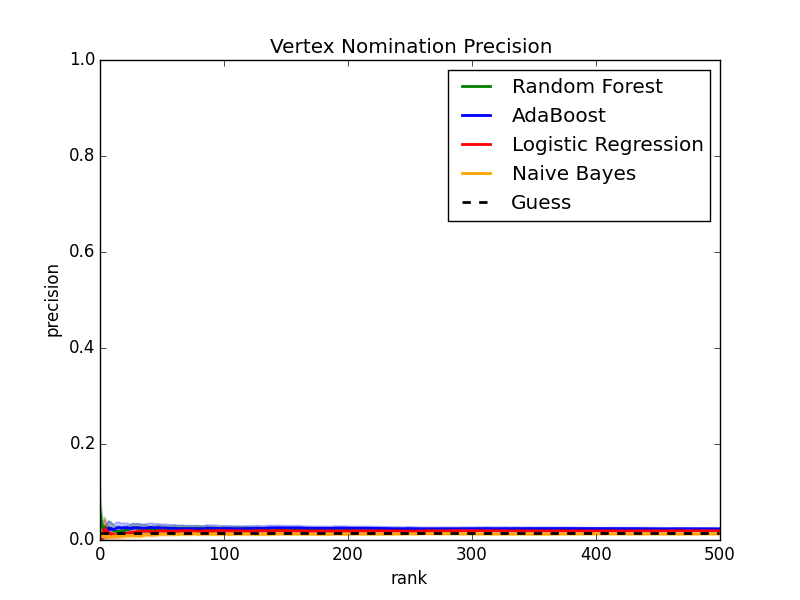 Vertex Nomination Precision
1.0
0.8
0.6
0.4
0.2
0.0
precision
Random Forest
AdaBoost
Logistic Regression
Naive Bayes
Guess
0 100 200 300 400 500
rank